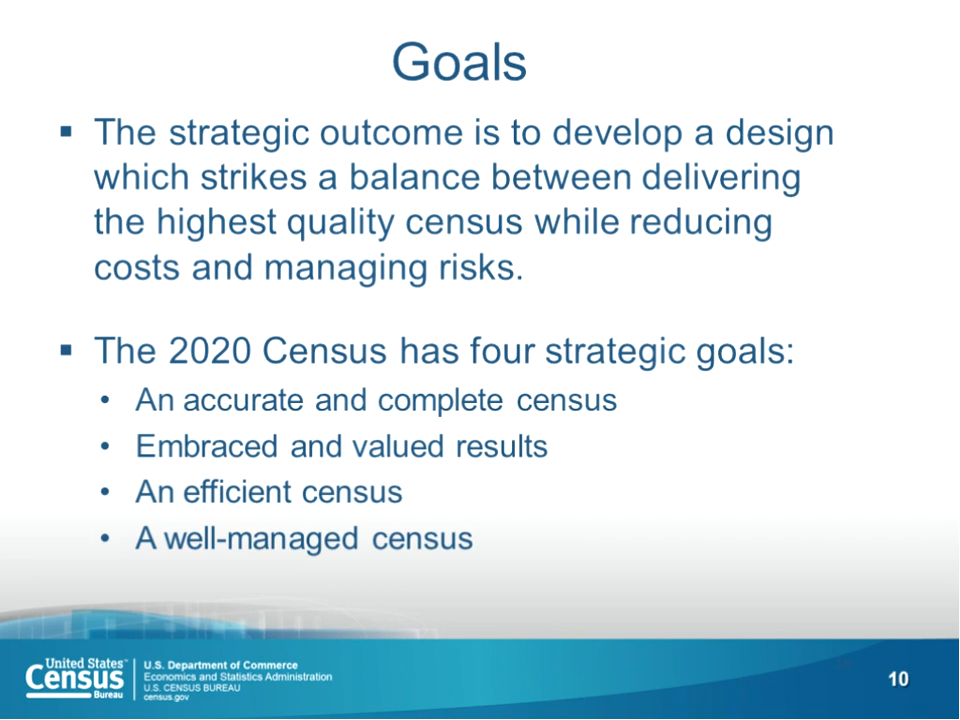 Goals
▪ The strategic outcome is to develop a design
which strikes a balance between delivering
the highest quality census while reducing
costs and managing risks.
▪ The 2020 Census has four strategic goals:
• An accurate and complete census
• Embraced and valued results
• An efficient census
• A well-managed census
United States™
Census
Bureau
U.S. Department of Commerce
Economics and Statistics Administration
U.S. CENSUS BUREAU
census.gov
10